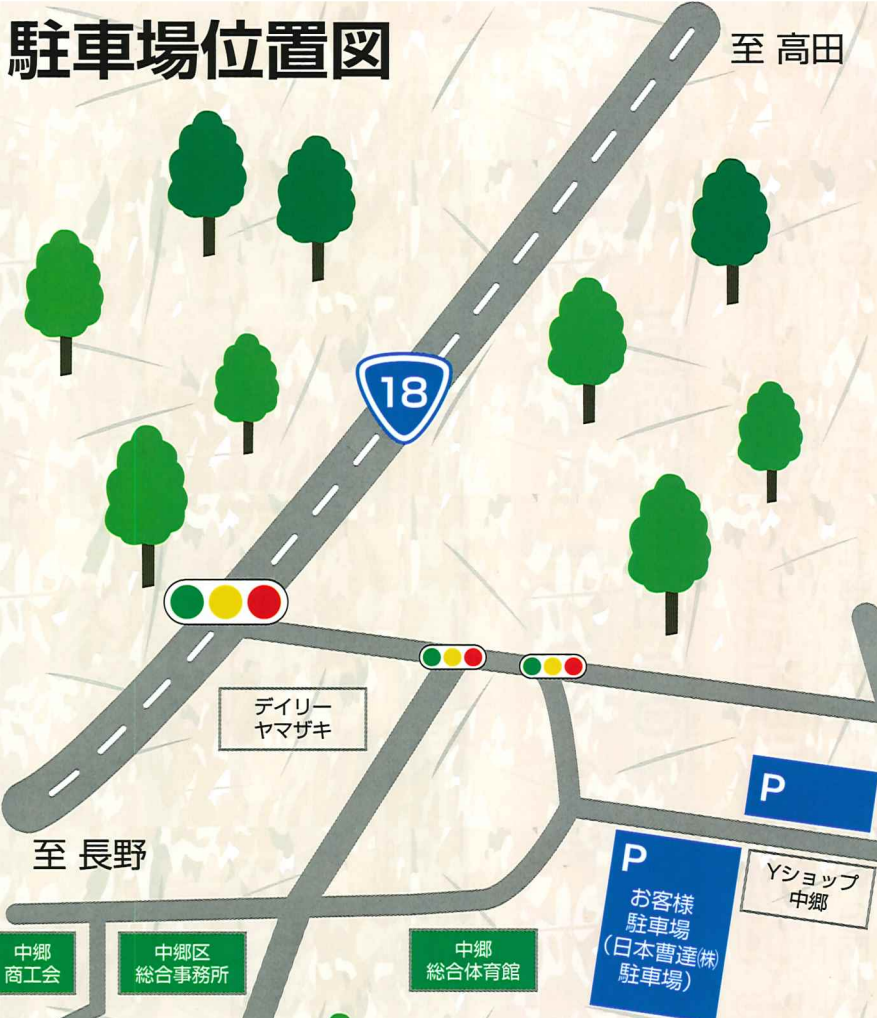 駐車場位置図
至 高田
18
デイリー
ヤマザキ
至 長野
P
P
お客様
駐車場
(日本曹達㈱
駐車場)
Yショップ
中郷
中郷
商工会
中郷区
総合事務所
中郷
総合体育館